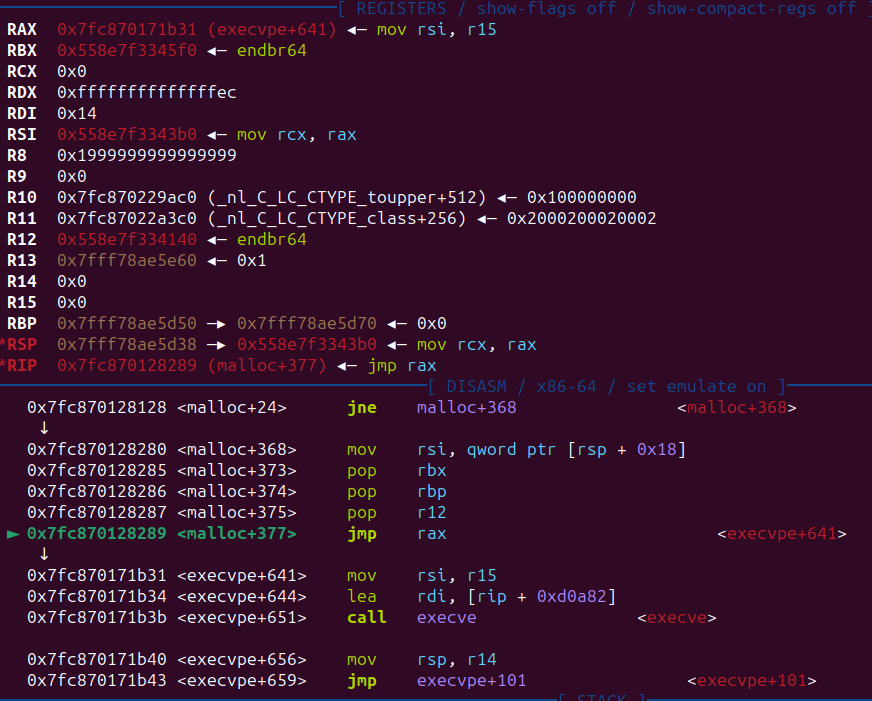 [ REGISTERS / show-flags off / show-compact-regs off ]
RAX 0x7fc870171b31 (execvpe+641) ◂— mov rsi, r15
RBX 0x558e7f3345f0 ◂— endbr64
RCX 0x0
RDX 0xffffffffffffffec
RDI 0x14
RSI 0x558e7f3343b0 ◂— mov rcx, rax
R8 0x1999999999999999
R9 0x0
R10 0x7fc870229ac0 (_nl_C_LC_CTYPE_toupper+512) ◂— 0x100000000
R11 0x7fc87022a3c0 (_nl_C_LC_CTYPE_class+256) ◂— 0x2000200020002
R12 0x558e7f334140 ◂— endbr64
R13 0x7fff78ae5e60 ◂— 0x1
R14 0x0
R15 0x0
RBP 0x7fff78ae5d50 —▸ 0x7fff78ae5d70 ◂— 0x0
*RSP 0x7fff78ae5d38 —▸ 0x558e7f3343b0 ◂— mov rcx, rax
*RIP 0x7fc870128289 (malloc+377) ◂— jmp rax
[ DISASM / x86-64 / set emulate on ]
0x7fc870128128 <malloc+24> jne malloc+368 <malloc+368>
↓
0x7fc870128280 <malloc+368> mov rsi, qword ptr [rsp + 0x18]
0x7fc870128285 <malloc+373> pop rbx
0x7fc870128286 <malloc+374> pop rbp
0x7fc870128287 <malloc+375> pop r12
► 0x7fc870128289 <malloc+377> jmp rax <execvpe+641>
↓
0x7fc870171b31 <execvpe+641> mov rsi, r15
0x7fc870171b34 <execvpe+644> lea rdi, [rip + 0xd0a82]
0x7fc870171b3b <execvpe+651> call execve <execve>
0x7fc870171b40 <execvpe+656> mov rsp, r14
0x7fc870171b43 <execvpe+659> jmp execvpe+101 <execvpe+101>
[ STACK ]